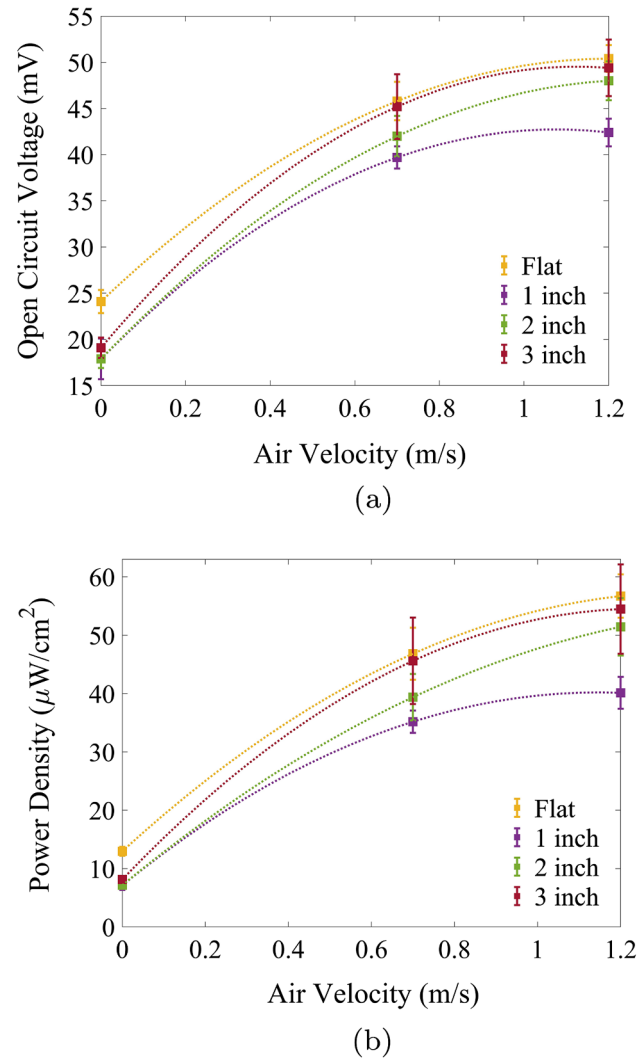 55
50
45
40
35
30
25
20
15
Open Circuit Voltage (mV)
Flat
1 inch
2 inch
3 inch
0 0.2 0.4 0.6 0.8 1 1.2
Air Velocity (m/s)
(a)
60
50
40
30
20
10
0
Power Density (μW/cm²)
Flat
1 inch
2 inch
3 inch
0 0.2 0.4 0.6 0.8 1 1.2
Air Velocity (m/s)
(b)